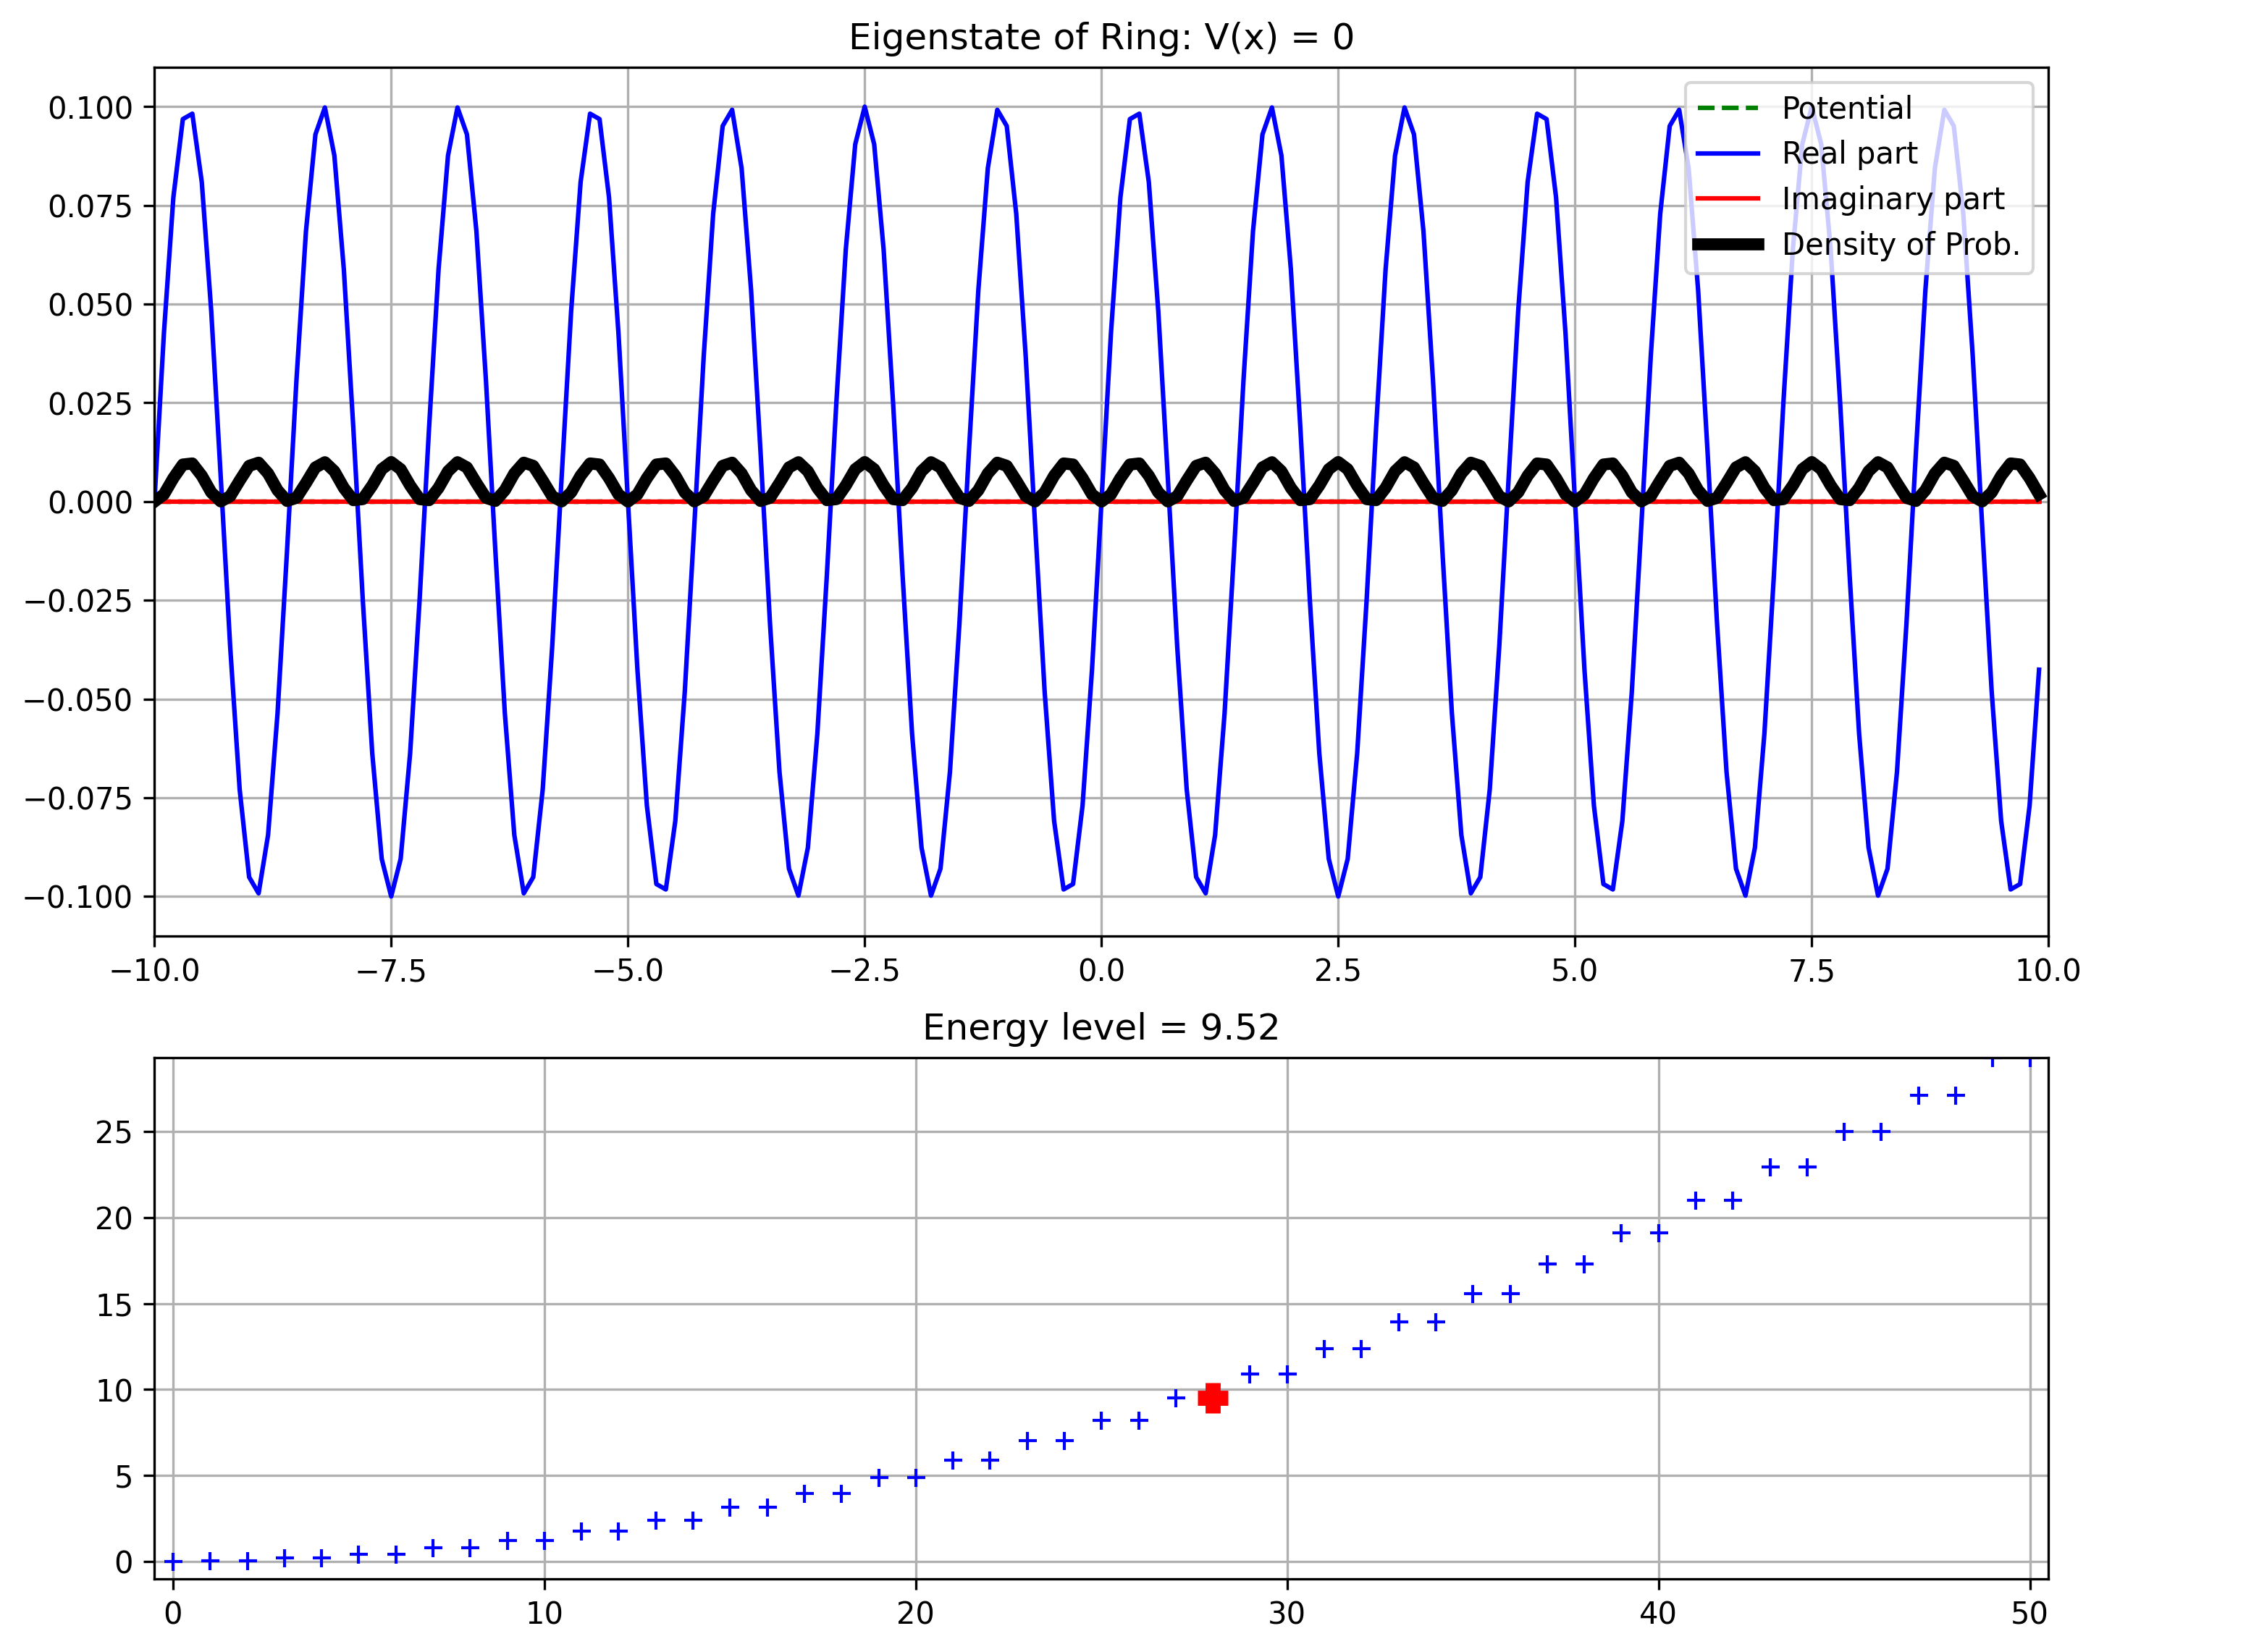 Eigenstate of Ring: V(x) = 0
0.100
0.075
0.050
0.025
0.000
−0.025
−0.050
−0.075
−0.100
Potential
Real part
Imaginary part
Density of Prob.
−10.0 −7.5 −5.0 −2.5 0.0 2.5 5.0 7.5 10.0
Energy level = 9.52
25
20
15
10
5
0
0 10 20 30 40 50